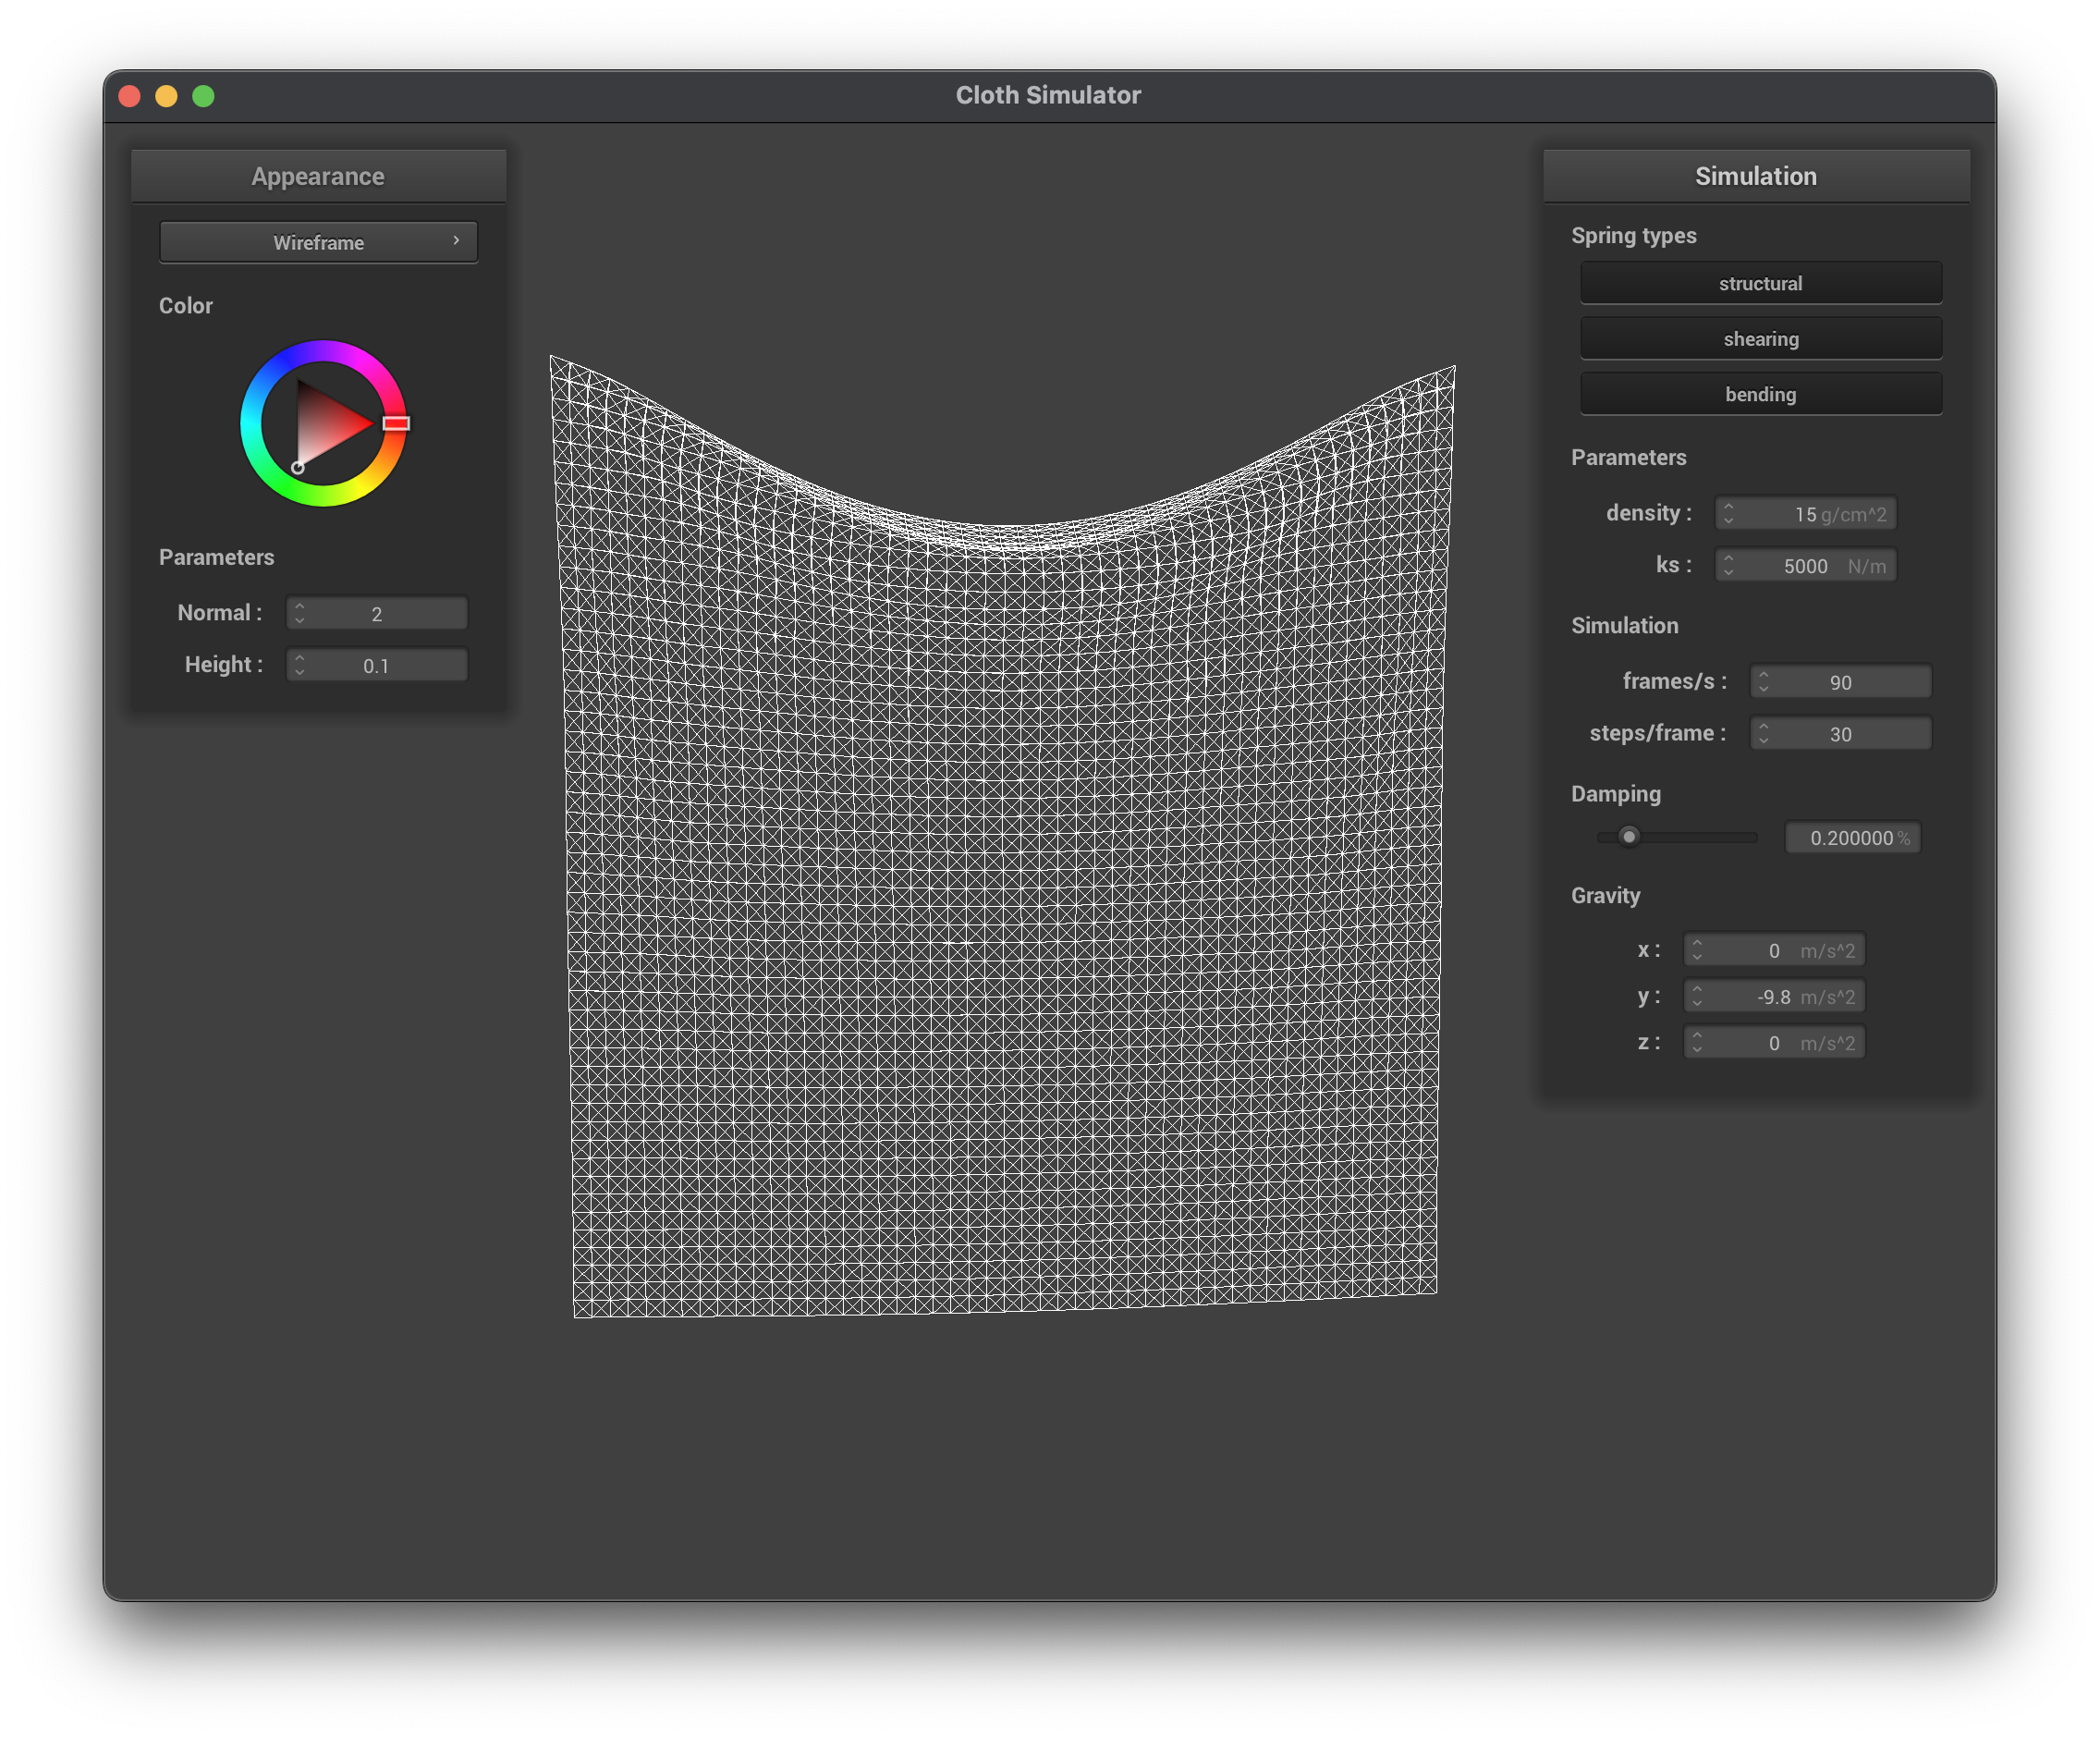 Cloth Simulator
Appearance
Wireframe
Color
Parameters
Normal : 2
Height : 0.1
Simulation
Spring types
structural
shearing
bending
Parameters
density : 15 g/cm^2
ks : 5000 N/m
Simulation
frames/s : 90
steps/frame : 30
Damping
0.200000 %
Gravity
x : 0 m/s^2
y : -9.8 m/s^2
z : 0 m/s^2